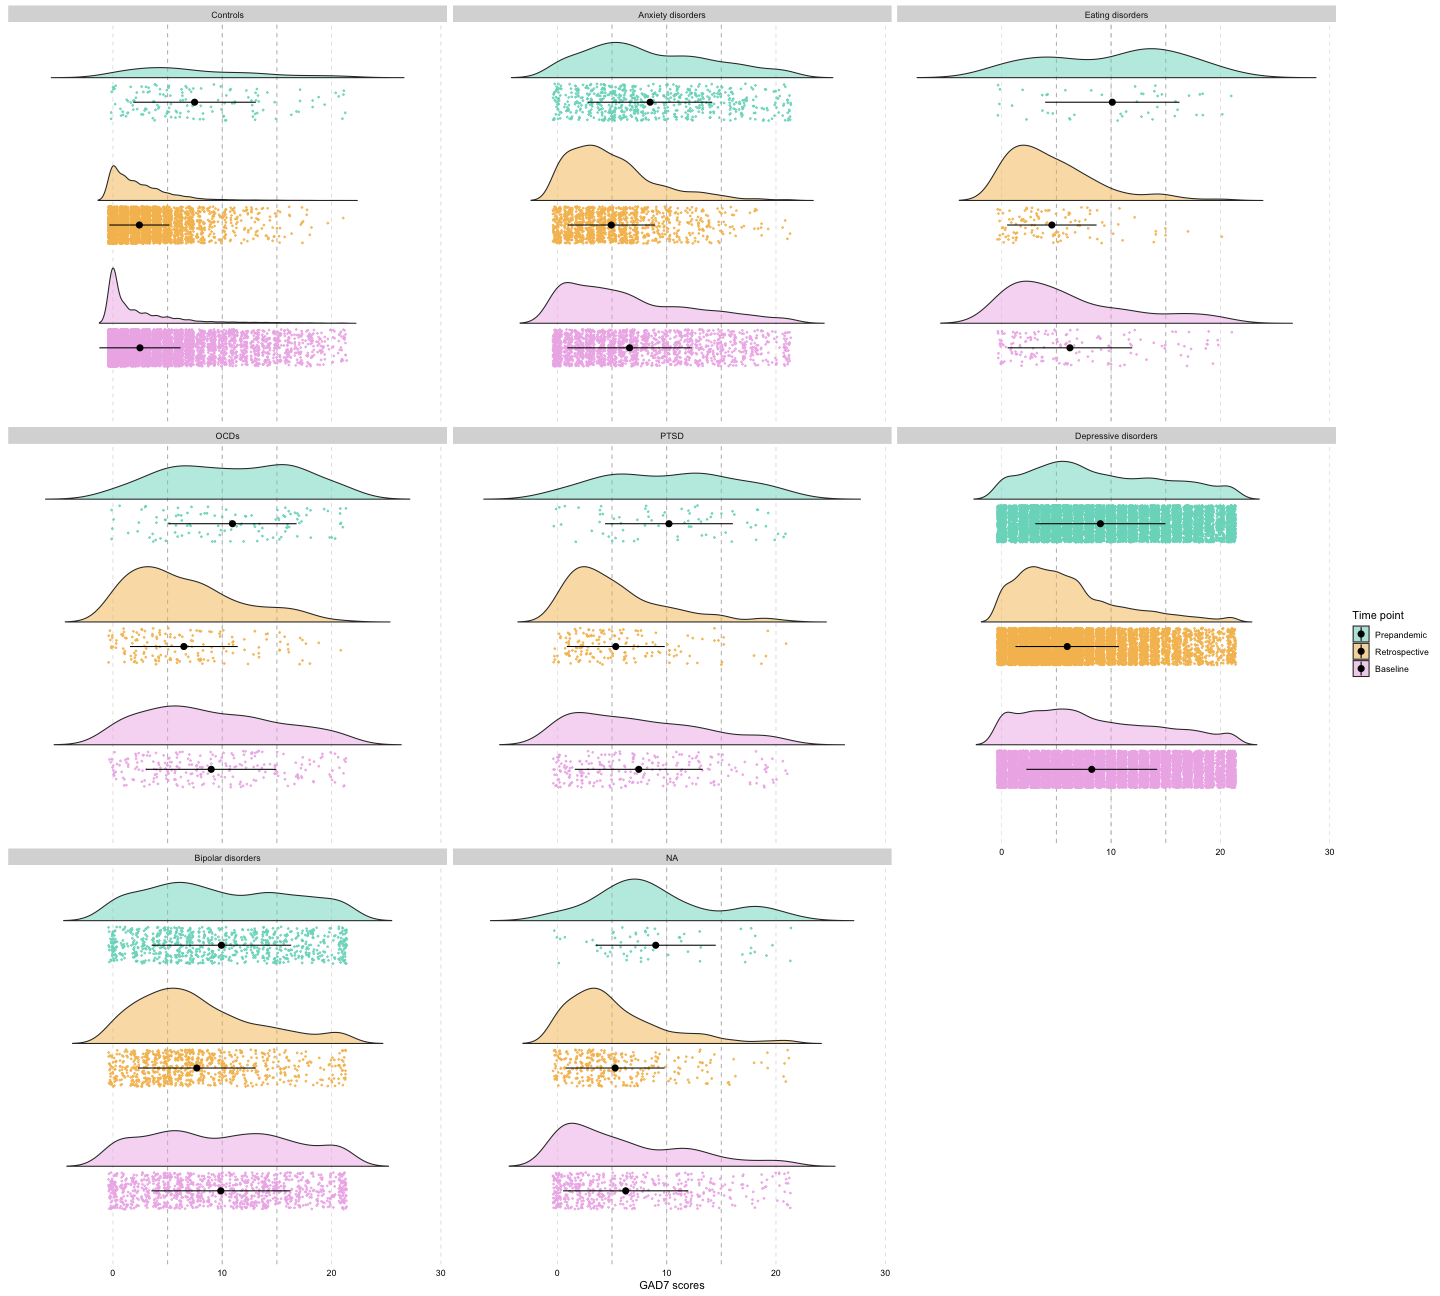 Controls
Anxiety disorders
Eating disorders
OCDs
PTSD
Depressive disorders
Time point
Prepandemic
Retrospective
Baseline
0 10 20 30
Bipolar disorders
NA
0 10 20 30
0 10 20 30
GAD7 scores